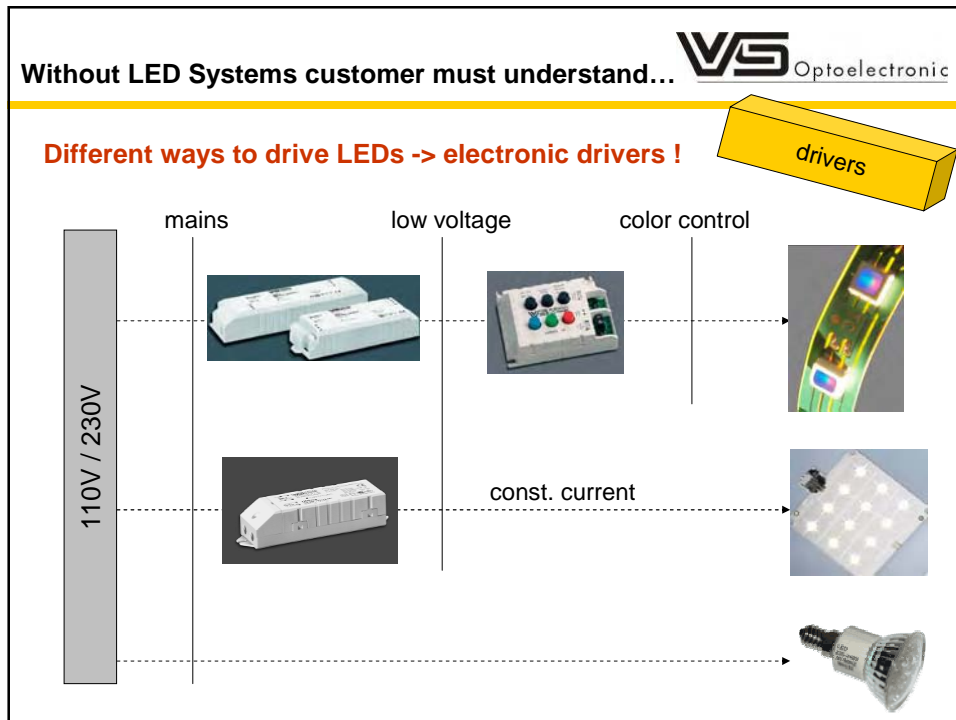 Without LED Systems customer must understand…
VS Optoelectronic
Different ways to drive LEDs -> electronic drivers !
drivers
mains
low voltage
color control
110V / 230V
const. current